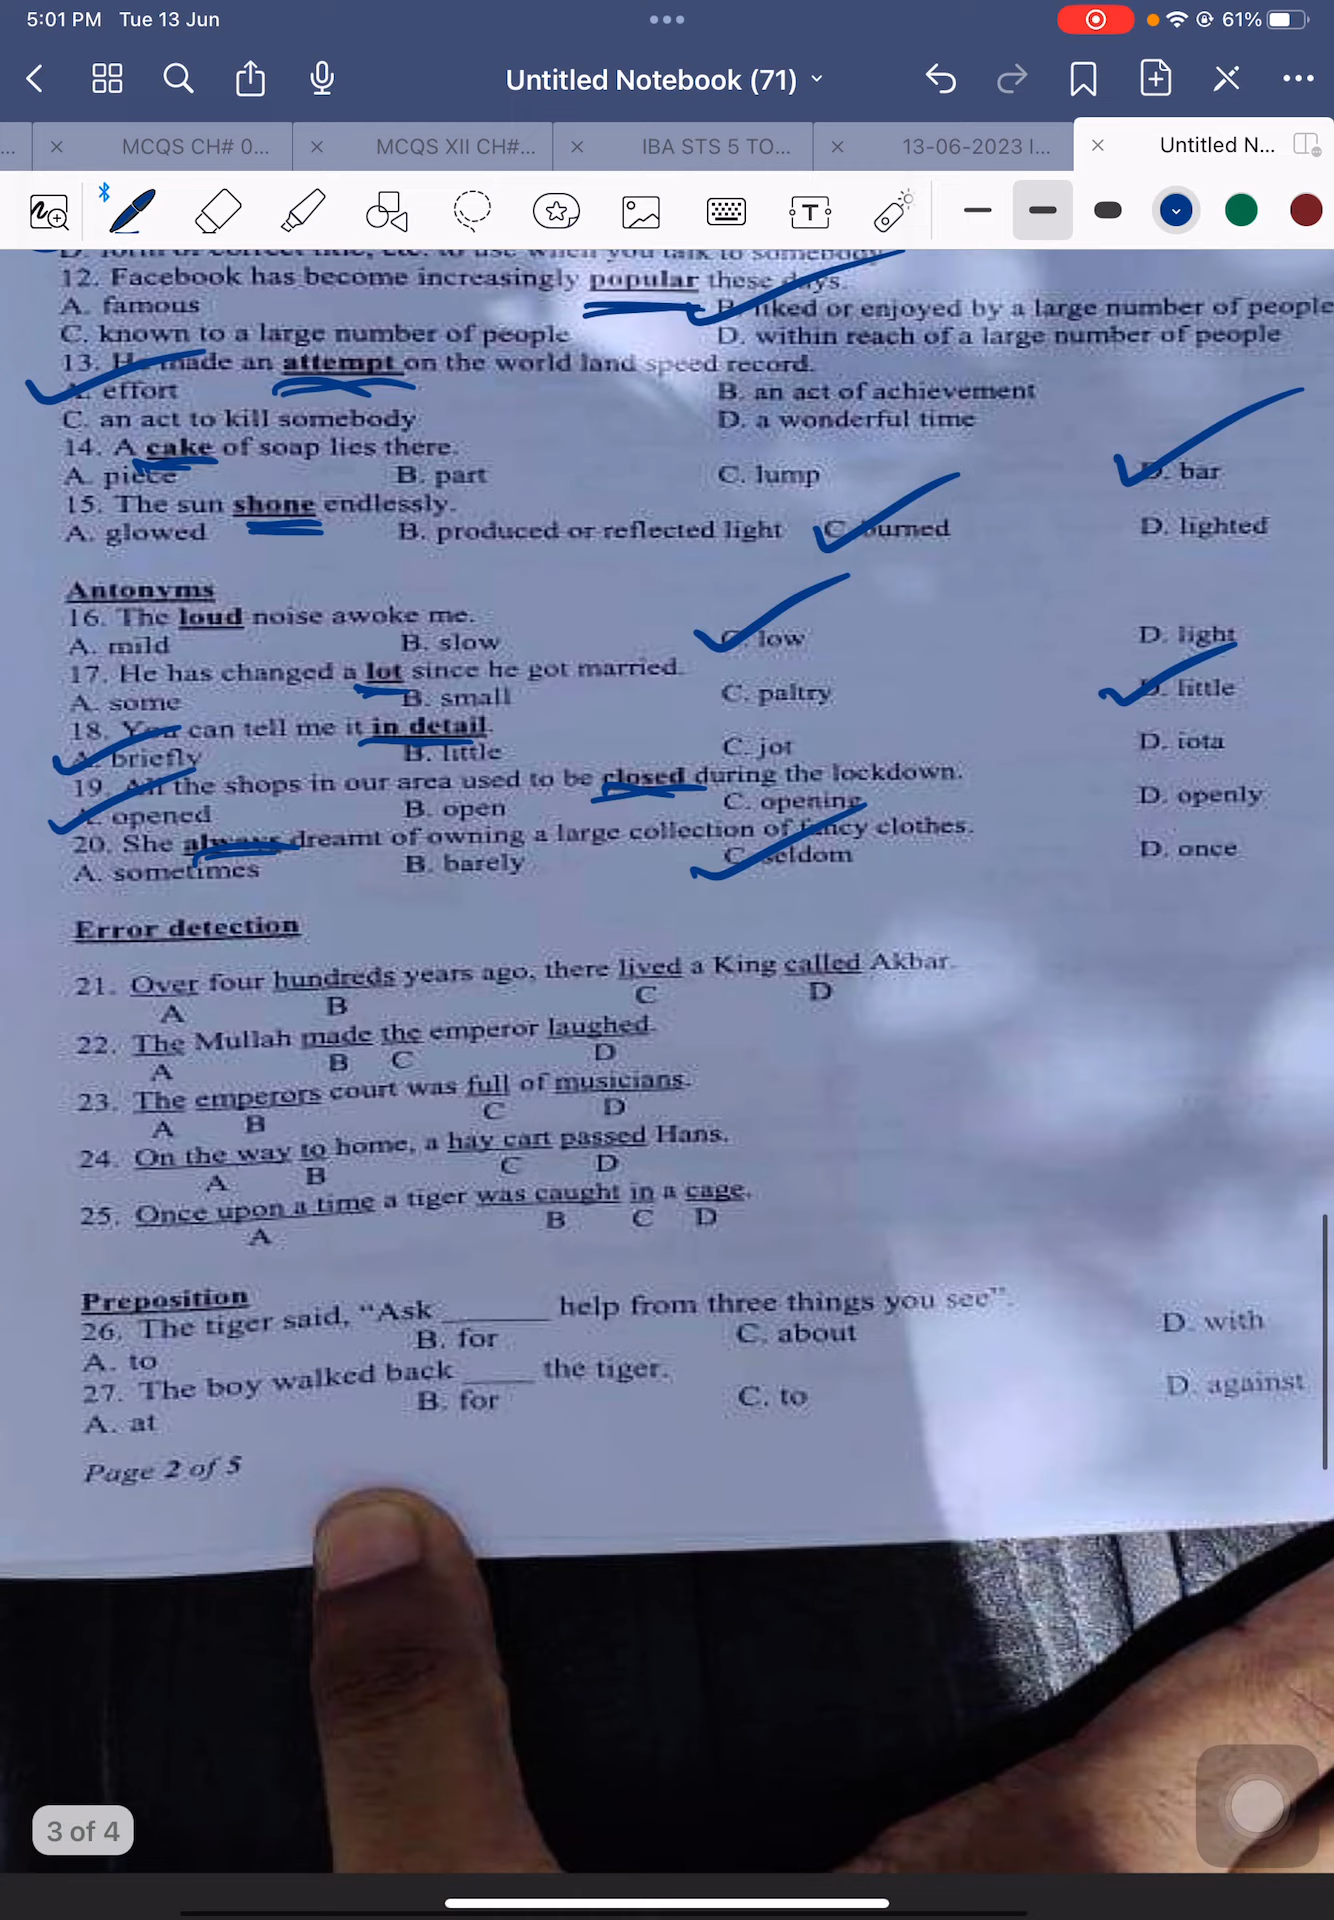 5:01 PM Tue 13 Jun
61%
Untitled Notebook (71)
... MCQS CH# 0... MCQS XII CH#... IBA STS 5 TO... 13-06-2023 I... Untitled N...
D. form of correct title, etc. to use when you talk to somebody
12. Facebook has become increasingly popular these days.
A. famous B. liked or enjoyed by a large number of people
C. known to a large number of people D. within reach of a large number of people
13. He made an attempt on the world land speed record.
A. effort B. an act of achievement
C. an act to kill somebody D. a wonderful time
14. A cake of soap lies there.
A. piece B. part C. lump D. bar
15. The sun shone endlessly.
A. glowed B. produced or reflected light C. burned D. lighted
Antonyms
16. The loud noise awoke me.
A. mild B. slow C. low D. light
17. He has changed a lot since he got married.
A. some B. small C. paltry D. little
18. You can tell me it in detail.
A. briefly B. little C. jot D. iota
19. All the shops in our area used to be closed during the lockdown.
A. opened B. open C. opening D. openly
20. She always dreamt of owning a large collection of fancy clothes.
A. sometimes B. barely C. seldom D. once
Error detection
21. Over four hundreds years ago, there lived a King called Akbar.
A B C D
22. The Mullah made the emperor laughed.
A B C D
23. The emperors court was full of musicians.
A B C D
24. On the way to home, a hay cart passed Hans.
A B C D
25. Once upon a time a tiger was caught in a cage.
A B C D
Preposition
26. The tiger said, "Ask ______ help from three things you see".
A. to B. for C. about D. with
27. The boy walked back ____ the tiger.
A. at B. for C. to D. against
Page 2 of 5
3 of 4